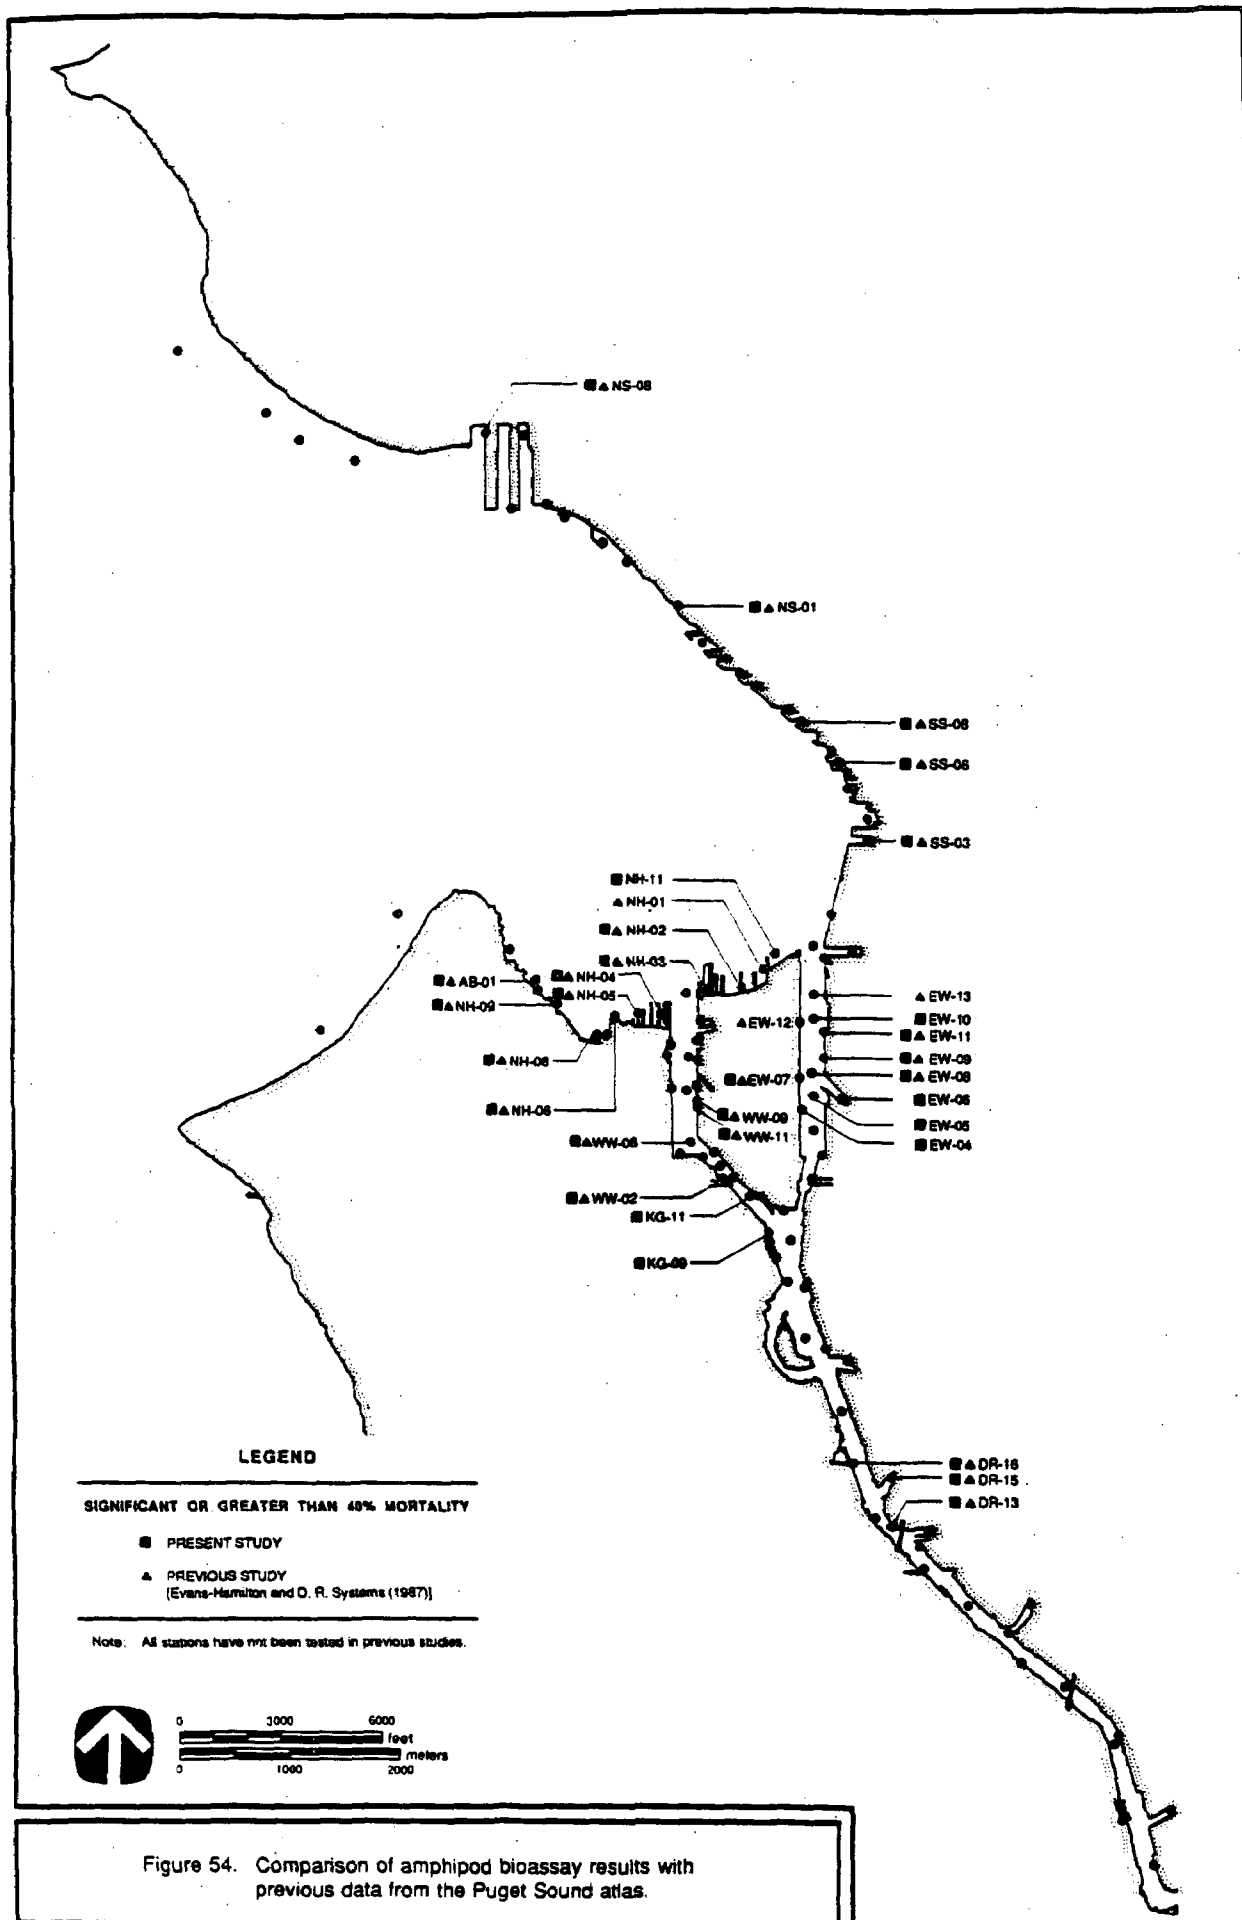 NS-08
NS-01
SS-08
SS-06
SS-03
NH-11
NH-01
NH-02
NH-03
NH-04
AB-01
NH-05
NH-09
EW-13
EW-12
EW-10
EW-11
EW-09
NH-08
EW-08
EW-07
EW-06
NH-06
WW-09
EW-05
WW-11
WW-08
EW-04
WW-02
KG-11
KG-09
LEGEND
DR-16
DR-15
SIGNIFICANT OR GREATER THAN 40% MORTALITY
DR-13
PRESENT STUDY
PREVIOUS STUDY
[Evans-Hamilton and D. R. Systems (1987)]
Note: All stations have not been tested in previous studies.
0 3000 6000
feet
meters
0 1000 2000
Figure 54. Comparison of amphipod bioassay results with
previous data from the Puget Sound atlas.